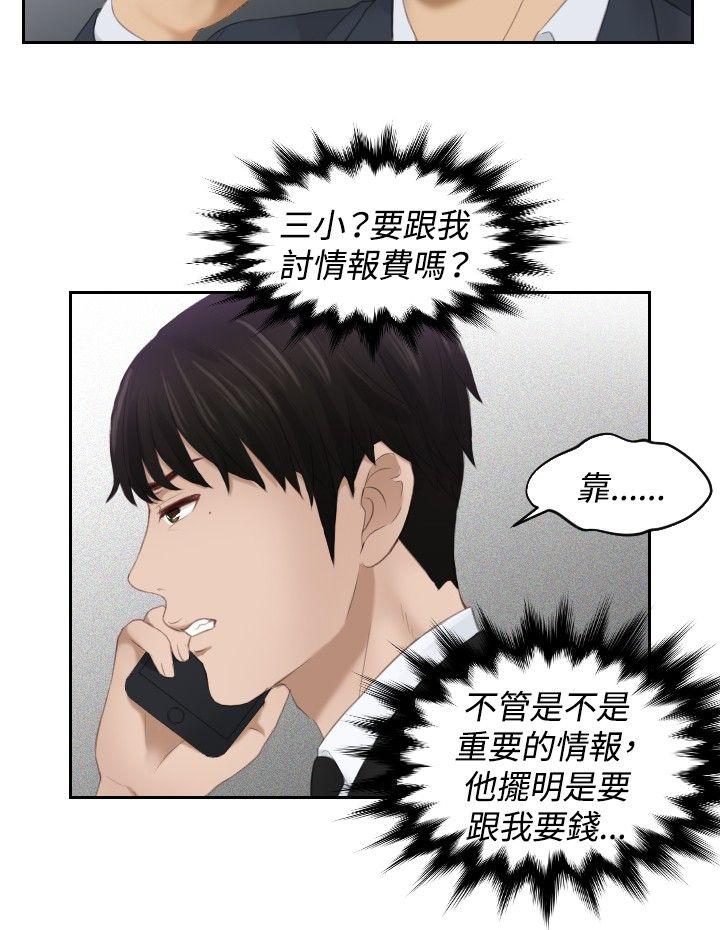 三小？要跟我
討情報費嗎？
靠......
不管是不是
重要的情報，
他擺明是要
跟我要錢...